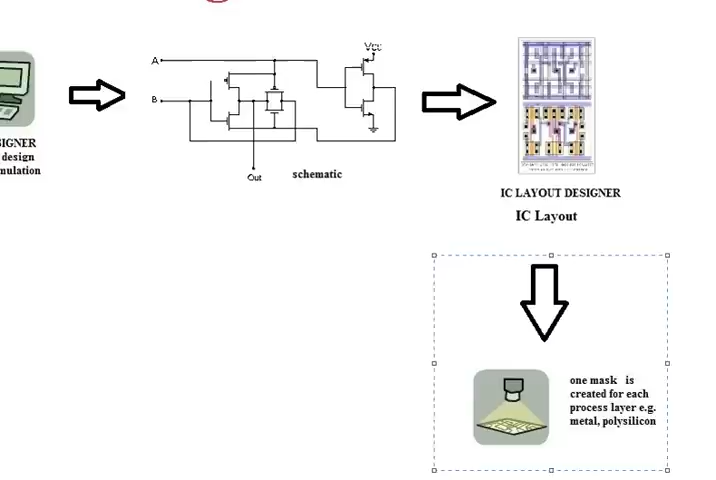 IGNER
design
mulation
A
B
Vcc
Out
schematic
IC LAYOUT DESIGNER
IC Layout
one mask is
created for each
process layer e.g.
metal, polysilicon